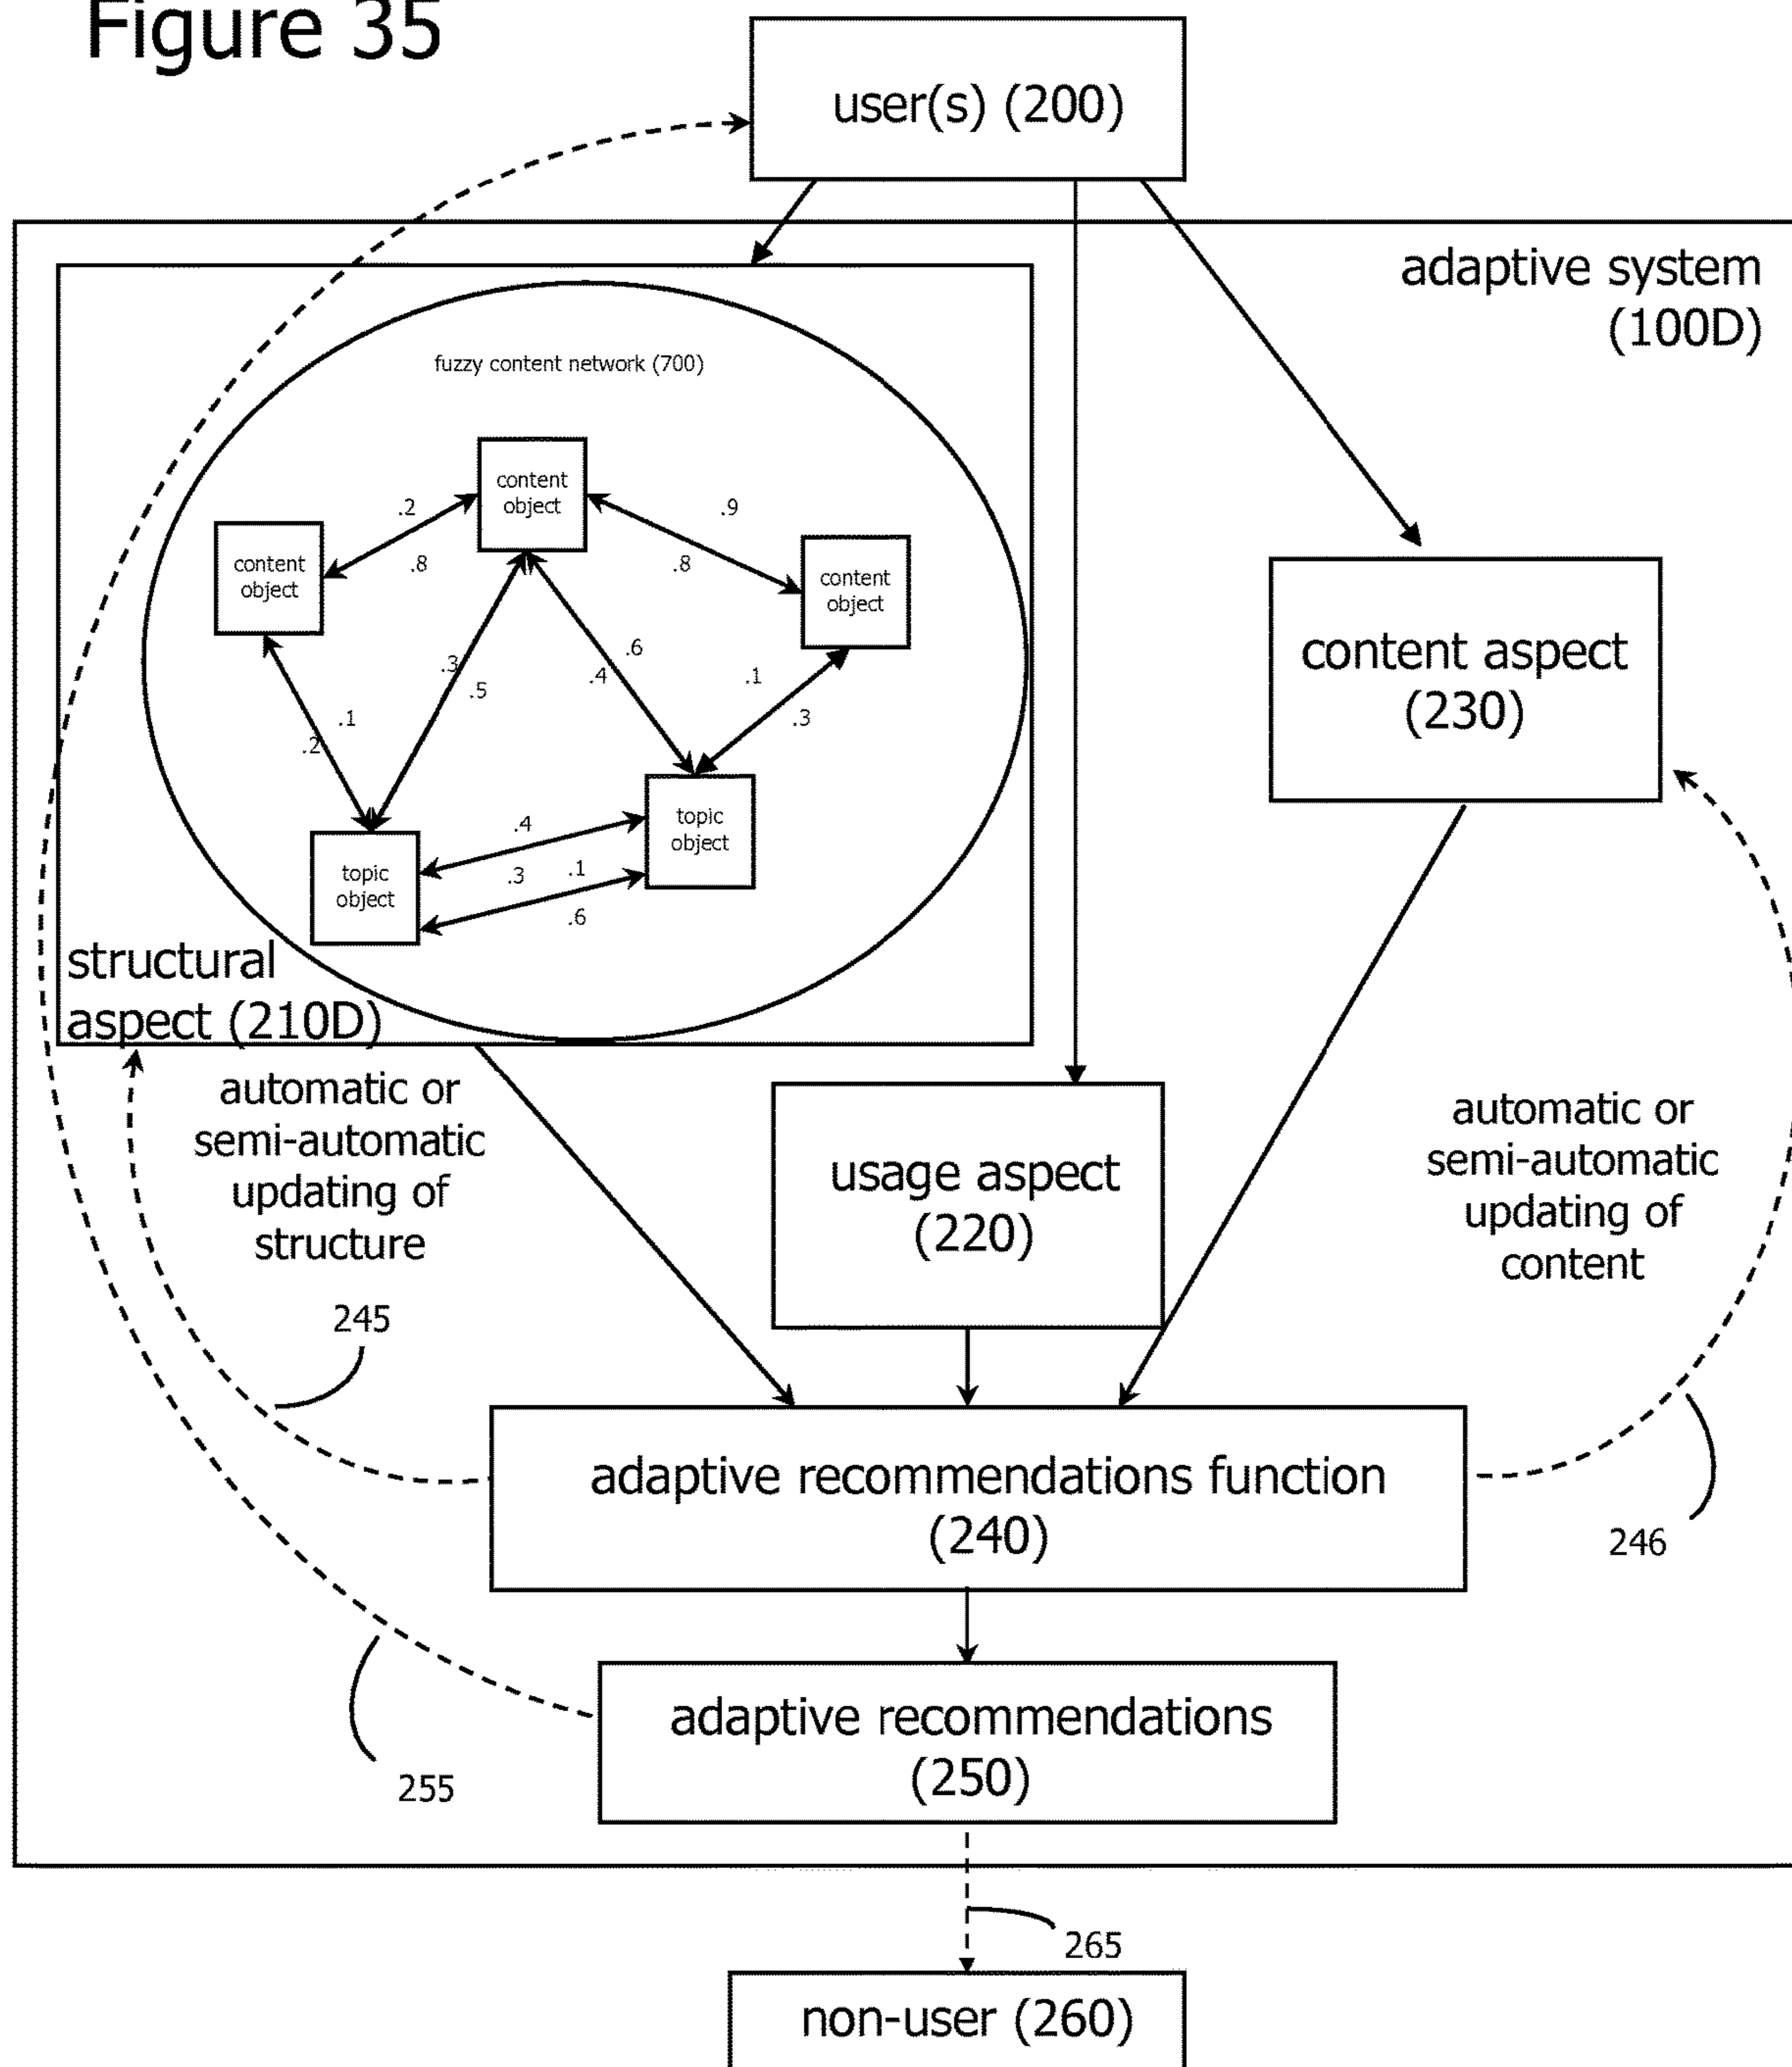 Figure 35
user(s) (200)
adaptive system
(100D)
fuzzy content network (700)
content
object
.2
.9
content
object
.8
.8
content
object
.6
.3
.4
.1
.5
.1
.3
.2
topic
object
.4
topic
object
.3
.1
.6
content aspect
(230)
structural
aspect (210D)
automatic or
semi-automatic
updating of
structure
usage aspect
(220)
automatic or
semi-automatic
updating of
content
245
adaptive recommendations function
(240)
246
adaptive recommendations
(250)
255
265
non-user (260)